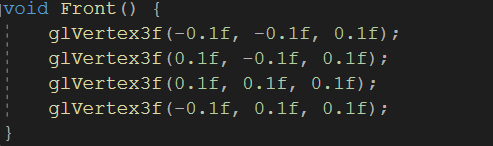 void Front() {
    glVertex3f(-0.1f, -0.1f, 0.1f);
    glVertex3f(0.1f, -0.1f, 0.1f);
    glVertex3f(0.1f, 0.1f, 0.1f);
    glVertex3f(-0.1f, 0.1f, 0.1f);
}